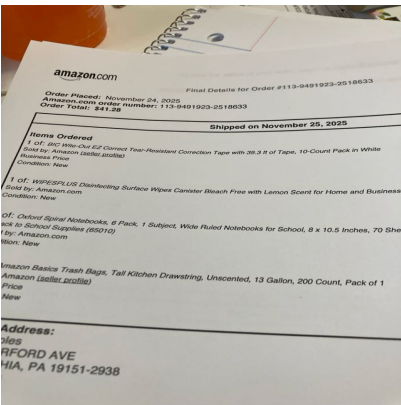 amazon.com
Final Details for Order #113-9491923-2518633
Order Placed: November 24, 2025
Amazon.com order number: 113-9491923-2518633
Order Total: $41.28
Shipped on November 25, 2025
Items Ordered
1 of: BIC Wite-Out EZ Correct Tear-Resistant Correction Tape with 39.3 ft of Tape, 10-Count Pack in White
Sold by: Amazon (seller profile)
Business Price
Condition: New
1 of: WIPESPLUS Disinfecting Surface Wipes Canister Bleach Free with Lemon Scent for Home and Business
Sold by: Amazon.com
Condition: New
of: Oxford Spiral Notebooks, 6 Pack, 1 Subject, Wide Ruled Notebooks for School, 8 x 10.5 Inches, 70 She
ack to School Supplies (65010)
d by: Amazon.com
dition: New
Amazon Basics Trash Bags, Tall Kitchen Drawstring, Unscented, 13 Gallon, 200 Count, Pack of 1
Amazon (seller profile)
Price
New
Address:
oles
RFORD AVE
HIA, PA 19151-2938